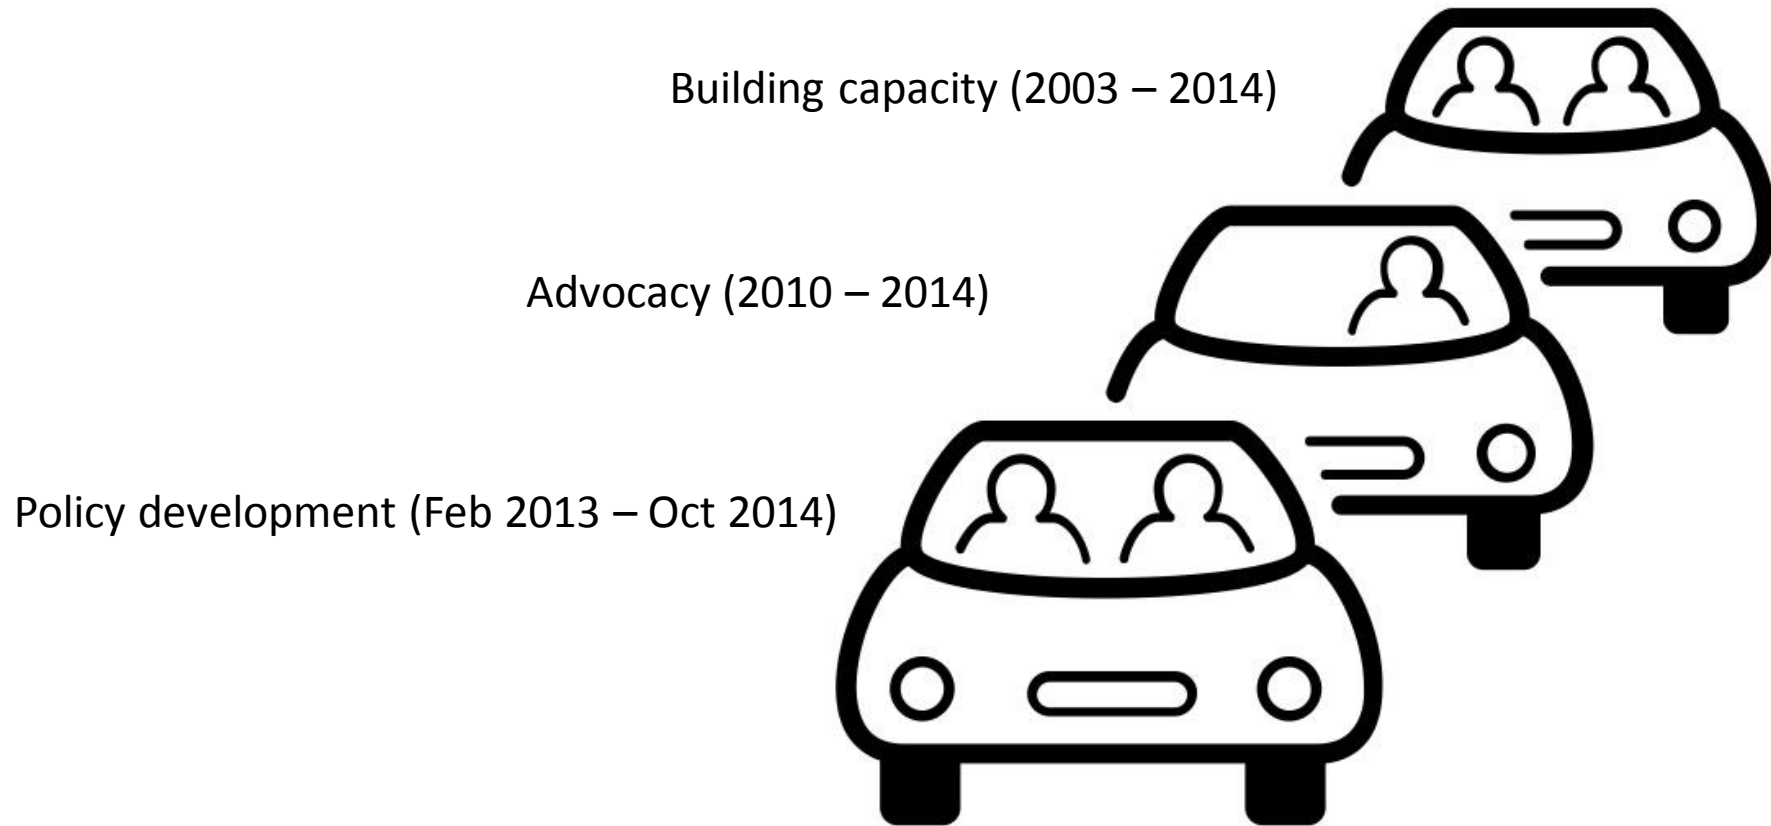 Building capacity (2003 – 2014)
Advocacy (2010 – 2014)
Policy development (Feb 2013 – Oct 2014)